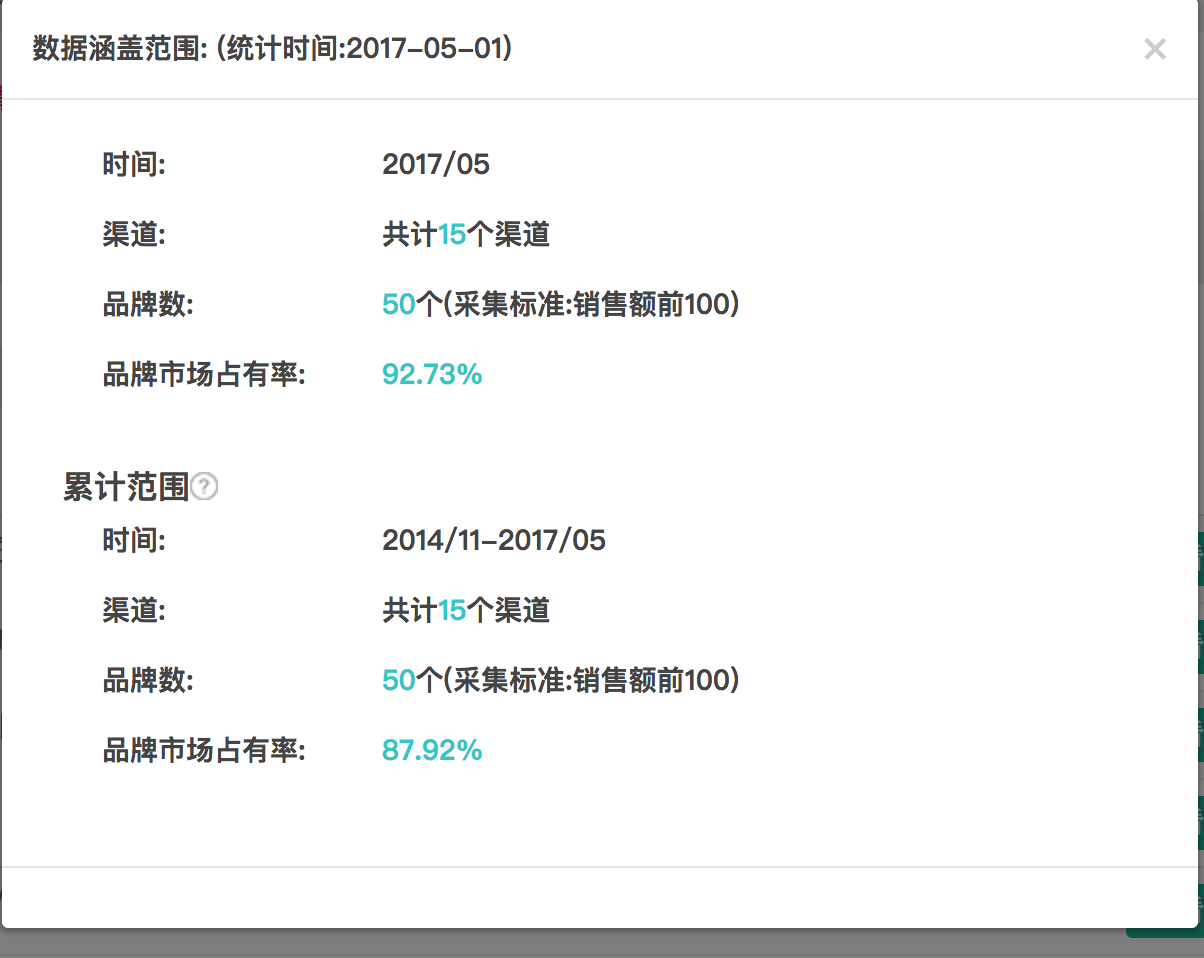 数据涵盖范围: (统计时间:2017-05-01)
时间: 2017/05
渠道: 共计15个渠道
品牌数: 50个(采集标准:销售额前100)
品牌市场占有率: 92.73%
累计范围?
时间: 2014/11-2017/05
渠道: 共计15个渠道
品牌数: 50个(采集标准:销售额前100)
品牌市场占有率: 87.92%